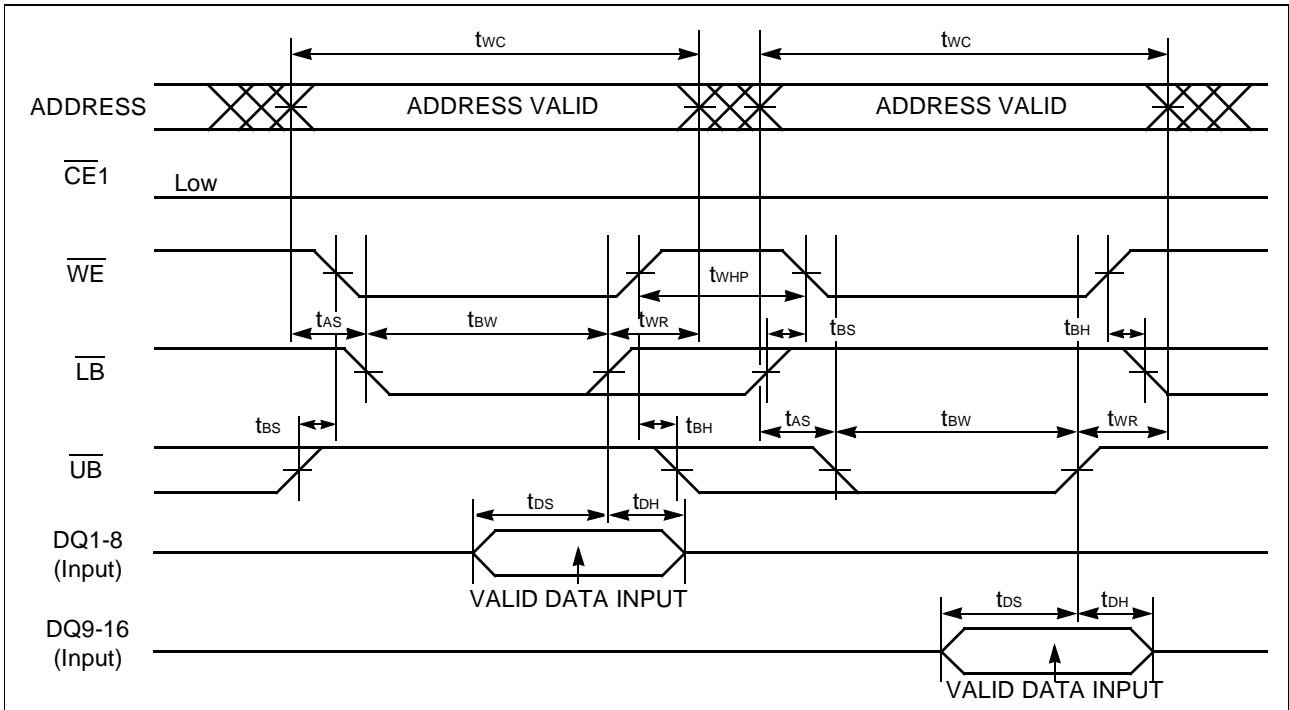 tWC tWC
ADDRESS ADDRESS VALID ADDRESS VALID
CE1 Low
WE
tWHP
tAS tBW tWR tBS tBH
LB
tBS tBH tAS tBW tWR
UB
tDS tDH
DQ1-8
(Input)
VALID DATA INPUT
tDS tDH
DQ9-16
(Input)
VALID DATA INPUT